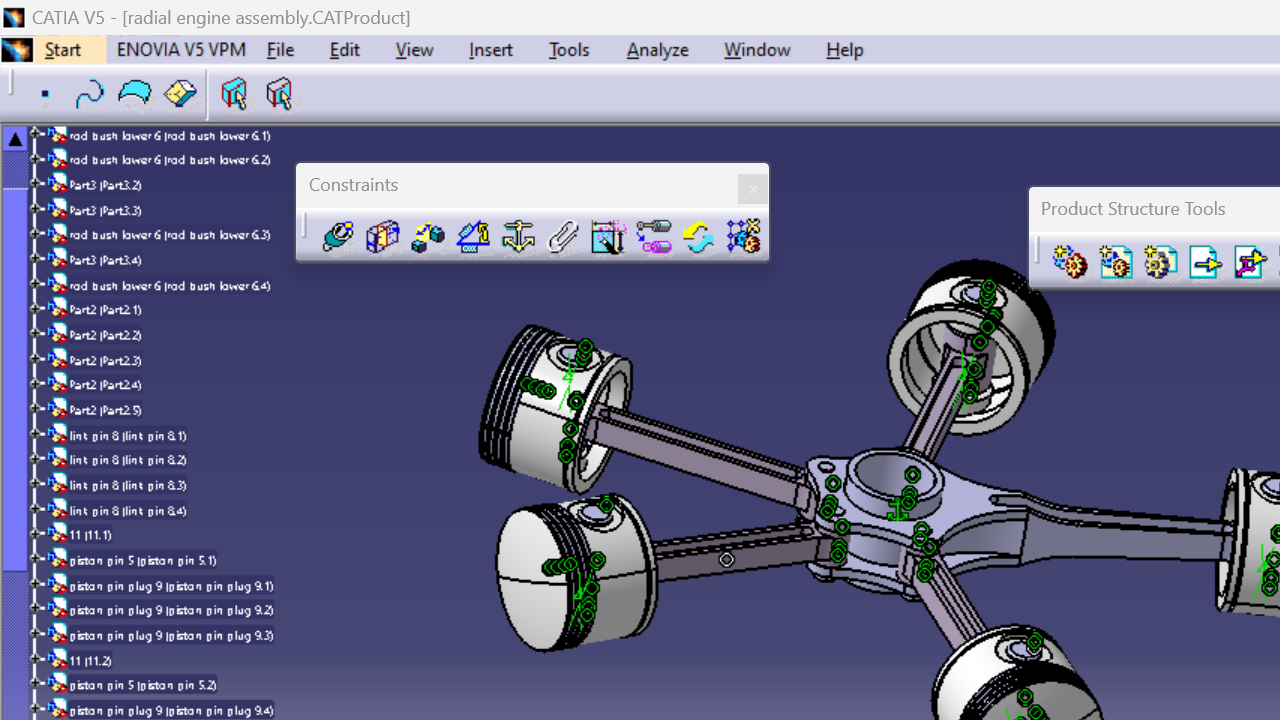 CATIA V5 - [radial engine assembly.CATProduct]
Start ENOVIA V5 VPM File Edit View Insert Tools Analyze Window Help
rod bush lower 6 (rod bush lower 6.1)
rod bush lower 6 (rod bush lower 6.2)
Part3 (Part3.2)
Part3 (Part3.3)
rod bush lower 6 (rod bush lower 6.3)
Part3 (Part3.4)
rod bush lower 6 (rod bush lower 6.4)
Part2 (Part2.1)
Part2 (Part2.2)
Part2 (Part2.3)
Part2 (Part2.4)
Part2 (Part2.5)
link pin 8 (link pin 8.1)
link pin 8 (link pin 8.2)
link pin 8 (link pin 8.3)
link pin 8 (link pin 8.4)
11 (11.1)
piston pin 5 (piston pin 5.1)
piston pin plug 9 (piston pin plug 9.1)
piston pin plug 9 (piston pin plug 9.2)
piston pin plug 9 (piston pin plug 9.3)
11 (11.2)
piston pin 5 (piston pin 5.2)
piston pin plug 9 (piston pin plug 9.4)
Constraints
Product Structure Tools